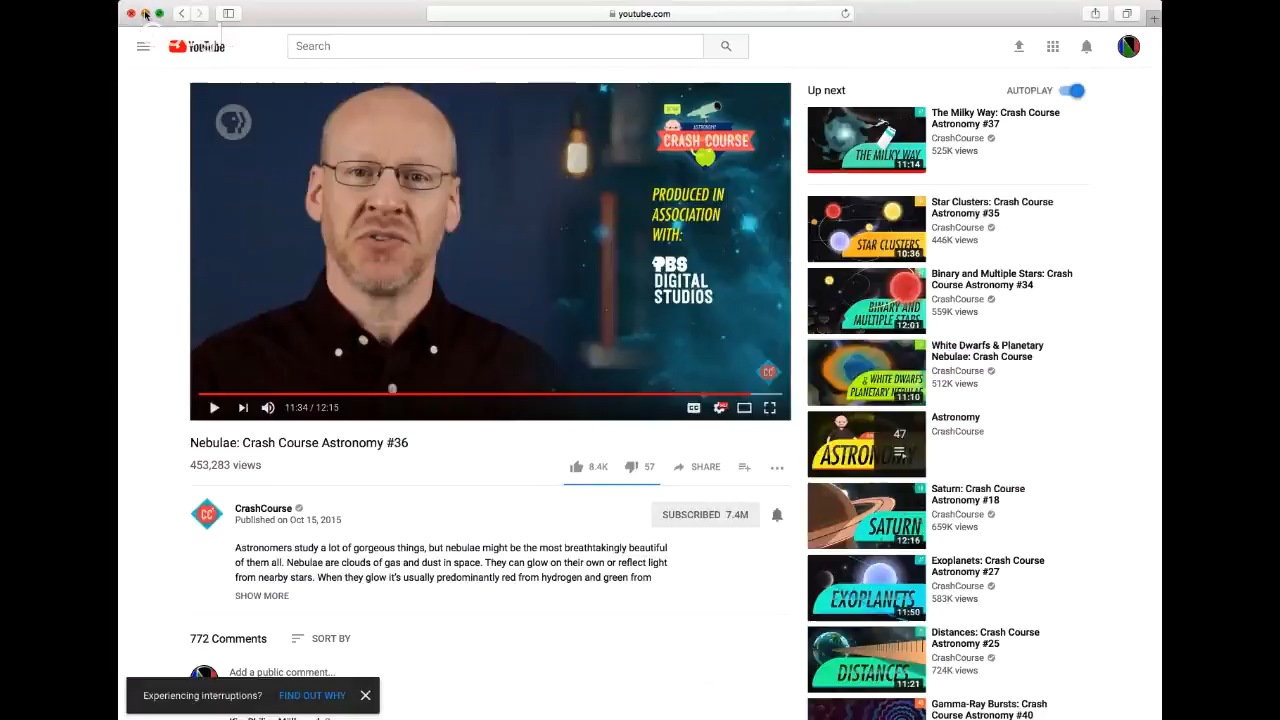 youtube.com
YouTube
Search
ASTRONOMY
CRASH COURSE
PRODUCED IN
ASSOCIATION
WITH:
PBS
DIGITAL
STUDIOS
CC
11:34 / 12:15
CC
Nebulae: Crash Course Astronomy #36
453,283 views
8.4K
57
SHARE
CC
CrashCourse
Published on Oct 15, 2015
SUBSCRIBED 7.4M
Astronomers study a lot of gorgeous things, but nebulae might be the most breathtakingly beautiful
of them all. Nebulae are clouds of gas and dust in space. They can glow on their own or reflect light
from nearby stars. When they glow it's usually predominantly red from hydrogen and green from
SHOW MORE
772 Comments
SORT BY
Add a public comment...
Experiencing interruptions? FIND OUT WHY
Up next
AUTOPLAY
THE MILKY WAY
11:14
The Milky Way: Crash Course
Astronomy #37
CrashCourse
525K views
STAR CLUSTERS
10:36
Star Clusters: Crash Course
Astronomy #35
CrashCourse
446K views
BINARY AND
MULTIPLE STARS
12:01
Binary and Multiple Stars: Crash
Course Astronomy #34
CrashCourse
559K views
& WHITE DWARFS
PLANETARY NEBULAE
11:10
White Dwarfs & Planetary
Nebulae: Crash Course
CrashCourse
512K views
ASTRONOMY
47
Astronomy
CrashCourse
SATURN
12:16
Saturn: Crash Course
Astronomy #18
CrashCourse
659K views
EXOPLANETS
11:50
Exoplanets: Crash Course
Astronomy #27
CrashCourse
583K views
DISTANCES
11:21
Distances: Crash Course
Astronomy #25
CrashCourse
724K views
Gamma-Ray Bursts: Crash
Course Astronomy #40